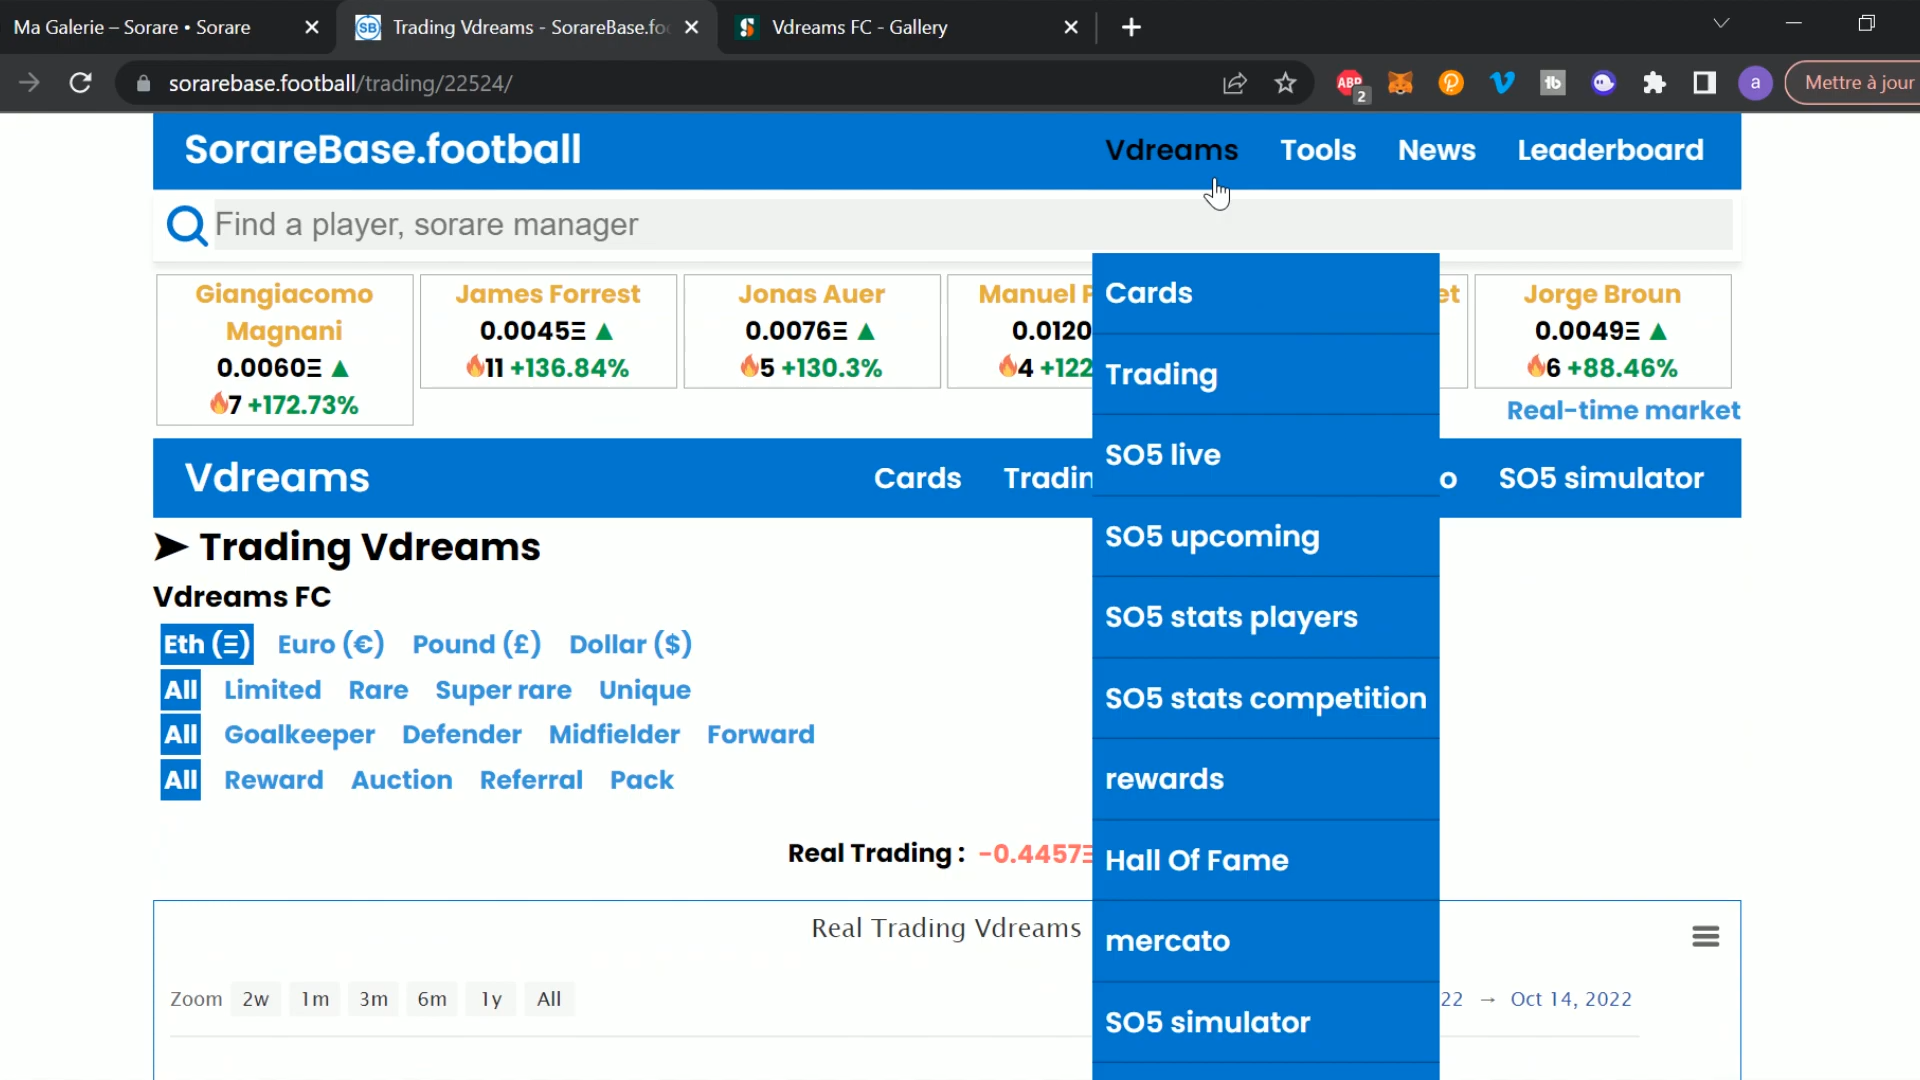 Ma Galerie – Sorare • Sorare
Trading Vdreams - SorareBase.foo
Vdreams FC - Gallery
sorarebase.football/trading/22524/
ABP
2
a
Mettre à jour
SorareBase.football
Vdreams Tools News Leaderboard
Find a player, sorare manager
Giangiacomo
Magnani
0.0060Ξ ▲
🔥7 +172.73%
James Forrest
0.0045Ξ ▲
🔥11 +136.84%
Jonas Auer
0.0076Ξ ▲
🔥5 +130.3%
Manuel
0.0120
🔥4 +122
et
Jorge Broun
0.0049Ξ ▲
🔥6 +88.46%
Real-time market
Vdreams
Cards Tradin o SO5 simulator
Cards
Trading
SO5 live
SO5 upcoming
SO5 stats players
SO5 stats competition
rewards
Hall Of Fame
mercato
SO5 simulator
➤ Trading Vdreams
Vdreams FC
Eth (Ξ) Euro (€) Pound (£) Dollar ($)
All Limited Rare Super rare Unique
All Goalkeeper Defender Midfielder Forward
All Reward Auction Referral Pack
Real Trading : -0.4457Ξ
Real Trading Vdreams
Zoom 2w 1m 3m 6m 1y All
22 → Oct 14, 2022